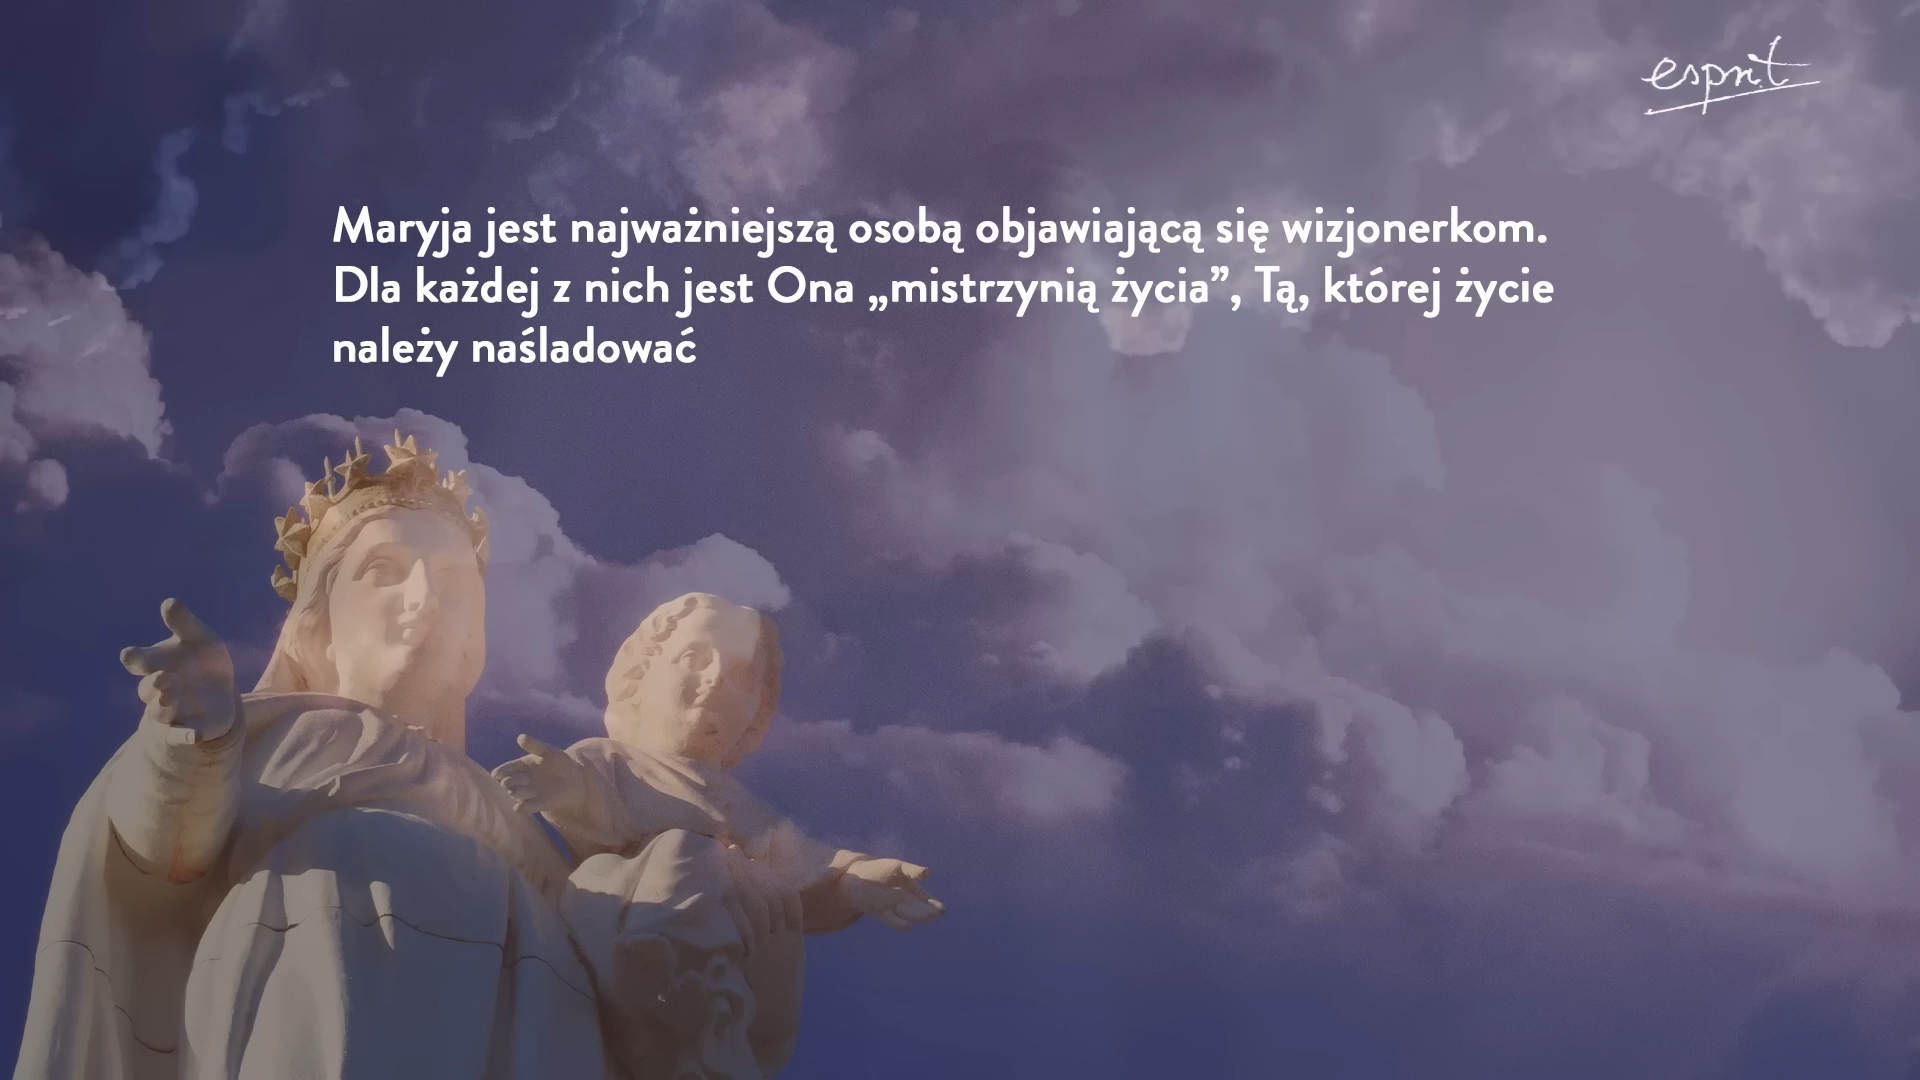 esprit
Maryja jest najważniejszą osobą objawiającą się wizjonerkom.
Dla każdej z nich jest Ona „mistrzynią życia”, Tą, której życie
należy naśladować